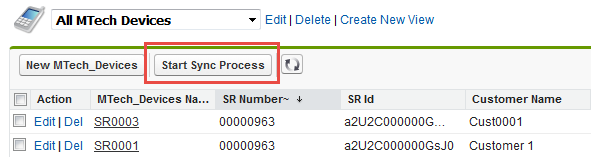 All MTech Devices Edit | Delete | Create New View
New MTech_Devices Start Sync Process
Action MTech_Devices Na... SR Number~ SR Id Customer Name
Edit | Del SR0003 00000963 a2U2C000000G... Cust0001
Edit | Del SR0001 00000963 a2U2C000000GsJ0 Customer 1